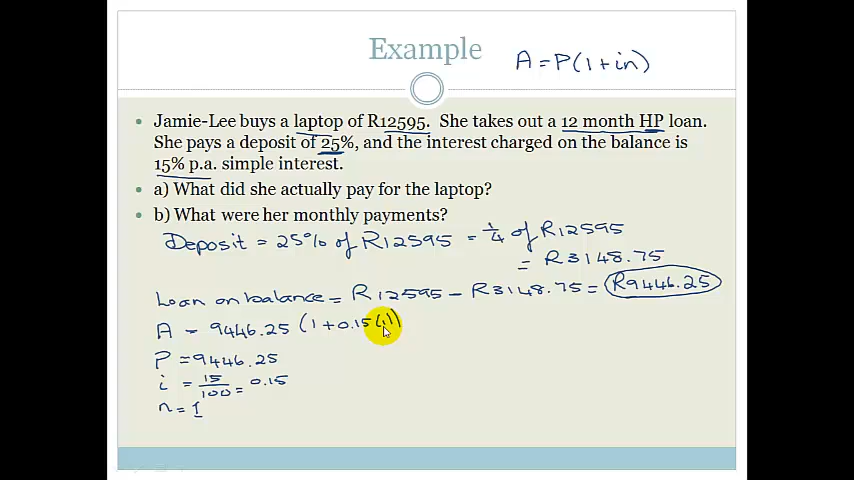 Example
A = P(1 + in)
Jamie-Lee buys a laptop of R12595. She takes out a 12 month HP loan.
She pays a deposit of 25%, and the interest charged on the balance is
15% p.a. simple interest.
a) What did she actually pay for the laptop?
b) What were her monthly payments?
Deposit = 25% of R12595 = 1/4 of R12595
= R3148.75
Loan on balance = R12595 - R3148.75 = R9446.25
A = 9446.25 (1 + 0.15(1)
P = 9446.25
i = 15/100 = 0.15
n = 1